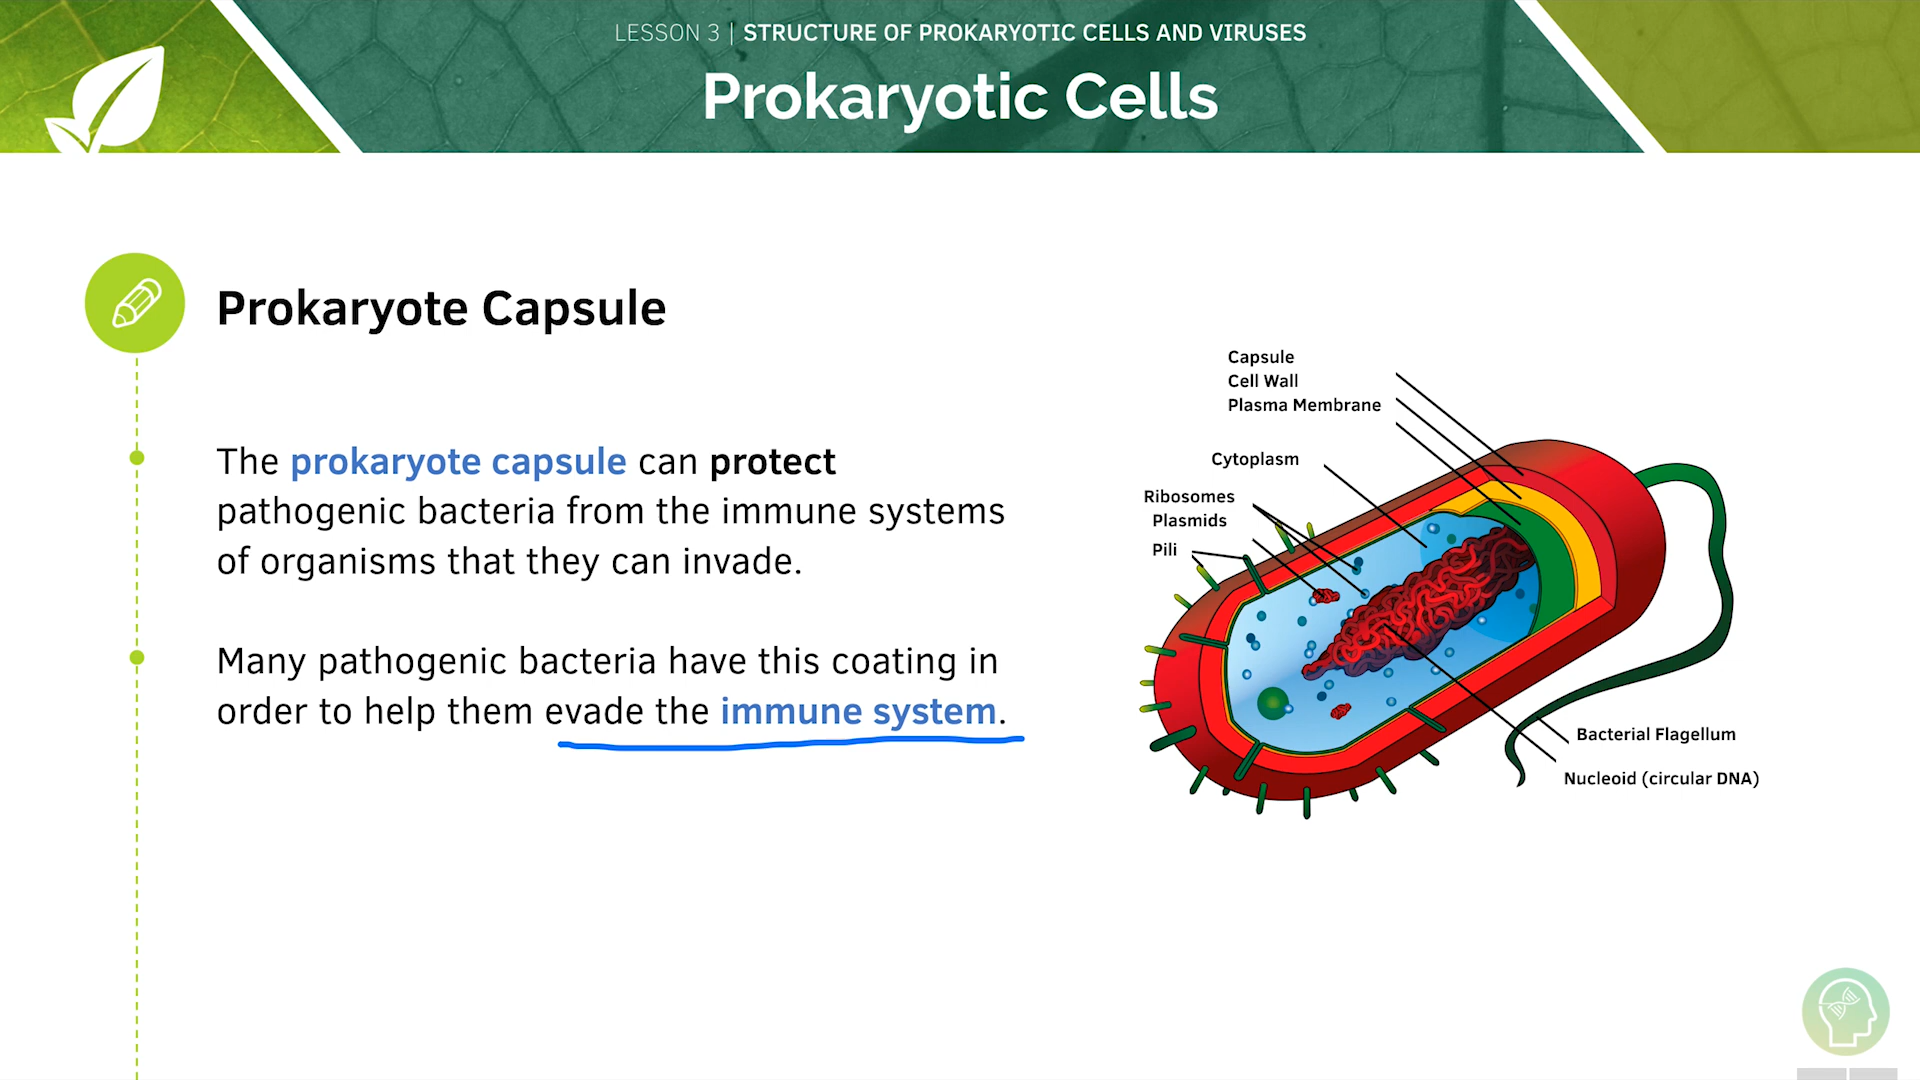 LESSON 3 | STRUCTURE OF PROKARYOTIC CELLS AND VIRUSES
Prokaryotic Cells
Prokaryote Capsule
The prokaryote capsule can protect
pathogenic bacteria from the immune systems
of organisms that they can invade.
Many pathogenic bacteria have this coating in
order to help them evade the immune system.
Capsule
Cell Wall
Plasma Membrane
Cytoplasm
Ribosomes
Plasmids
Pili
Bacterial Flagellum
Nucleoid (circular DNA)